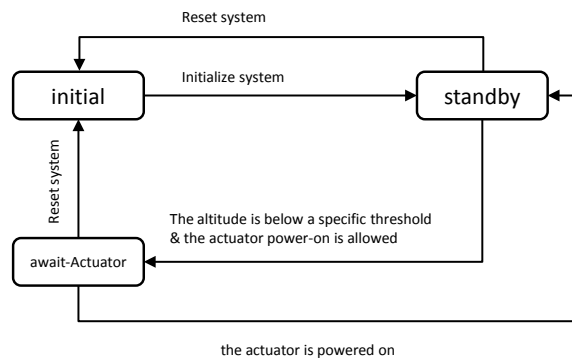 Reset system
Initialize system
initial
standby
Reset system
The altitude is below a specific threshold
& the actuator power-on is allowed
await-Actuator
the actuator is powered on